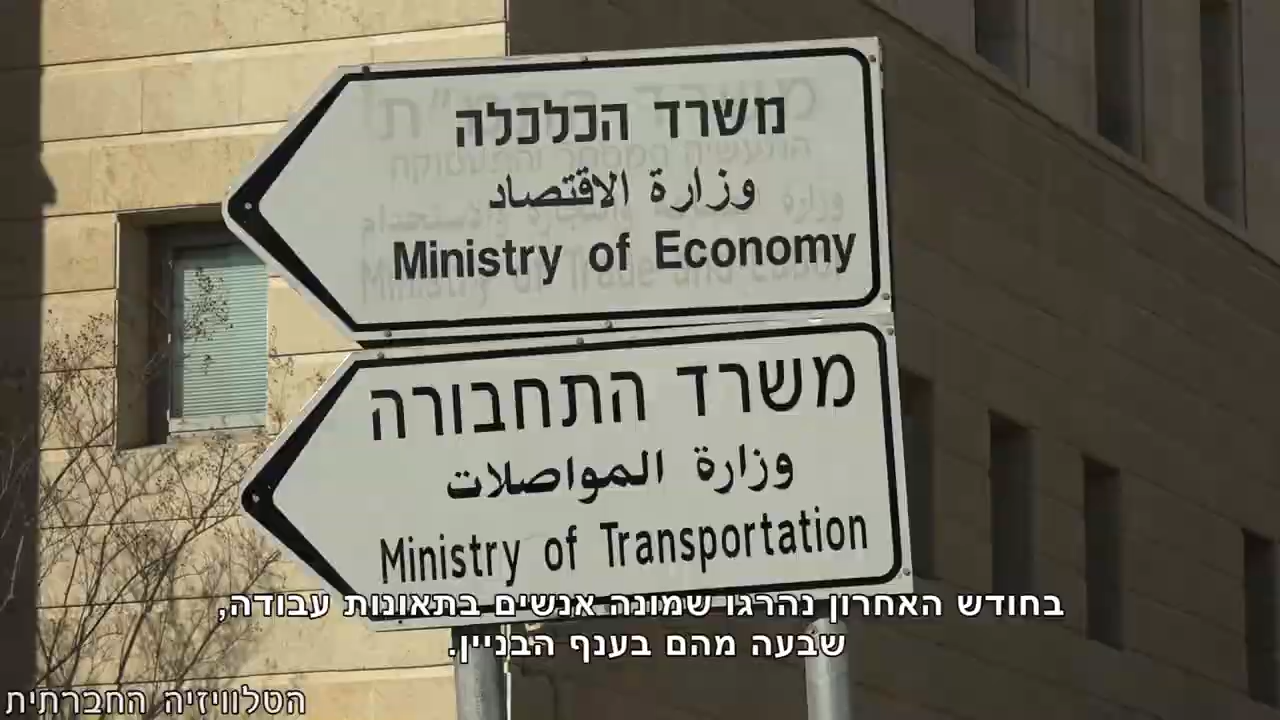 משרד הכלכלה
وزارة الاقتصاد
Ministry of Economy
משרד התחבורה
وزارة المواصلات
Ministry of Transportation
בחודש האחרון נהרגו שמונה אנשים בתאונות עבודה,
שבעה מהם בענף הבניין.
הטלוויזיה החברתית